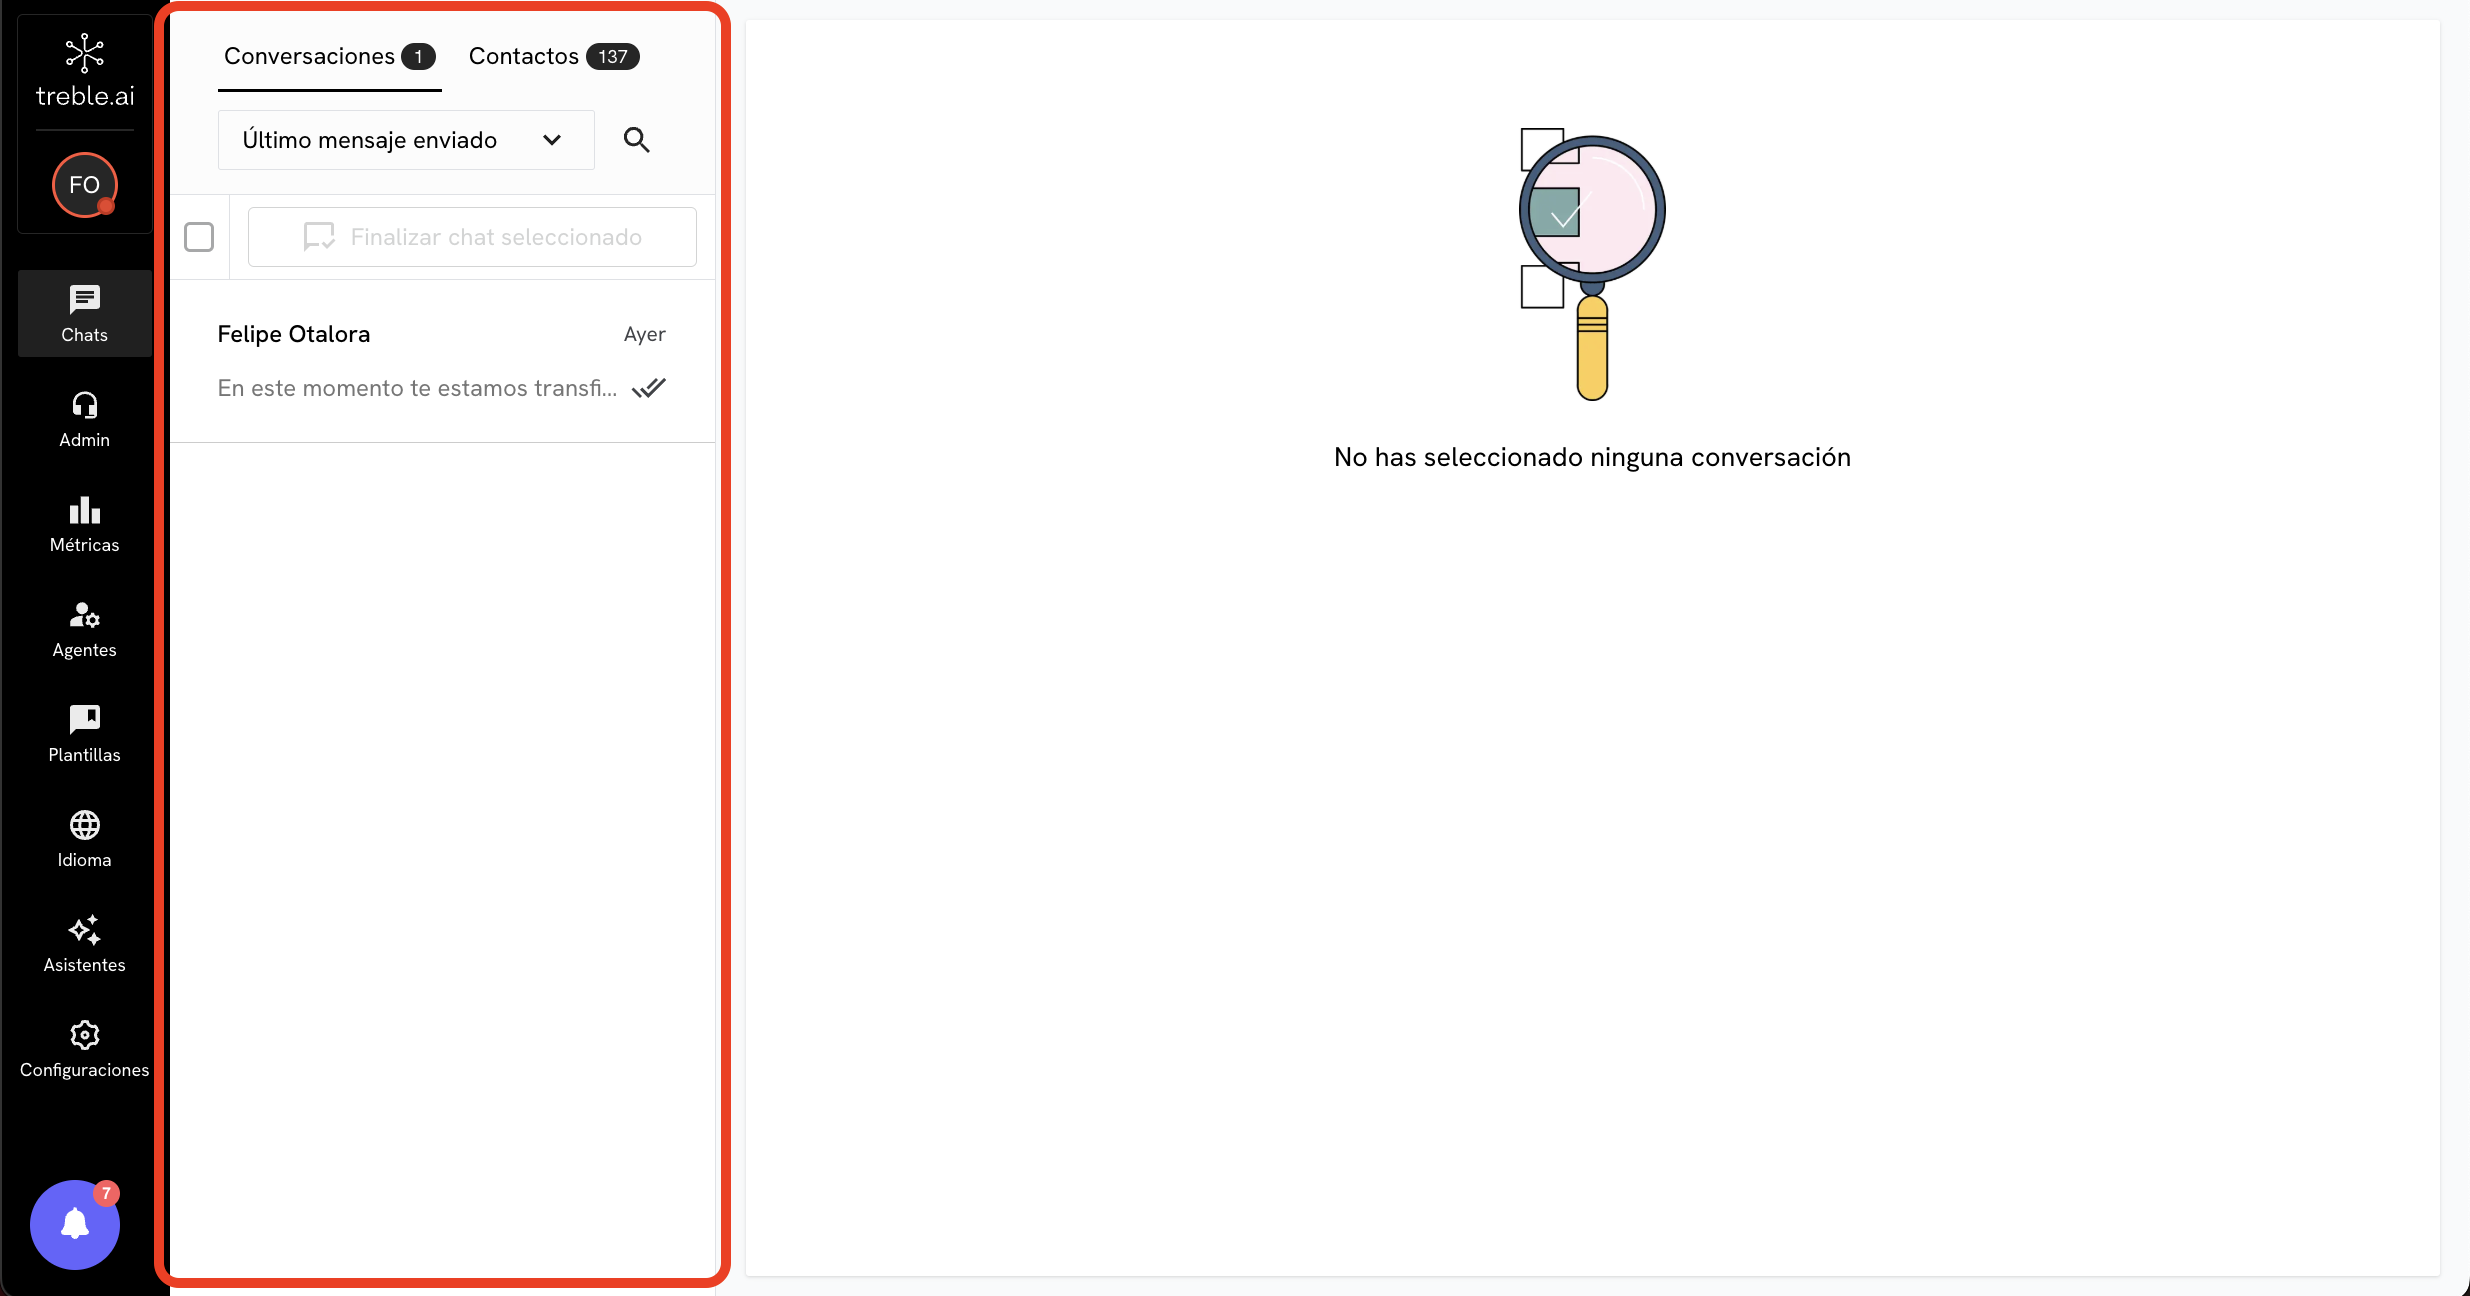 treble.ai
FO
Chats
Admin
Métricas
Agentes
Plantillas
Idioma
Asistentes
Configuraciones
7
Conversaciones 1 Contactos 137
Último mensaje enviado
Finalizar chat seleccionado
Felipe Otalora Ayer
En este momento te estamos transfi...
No has seleccionado ninguna conversación